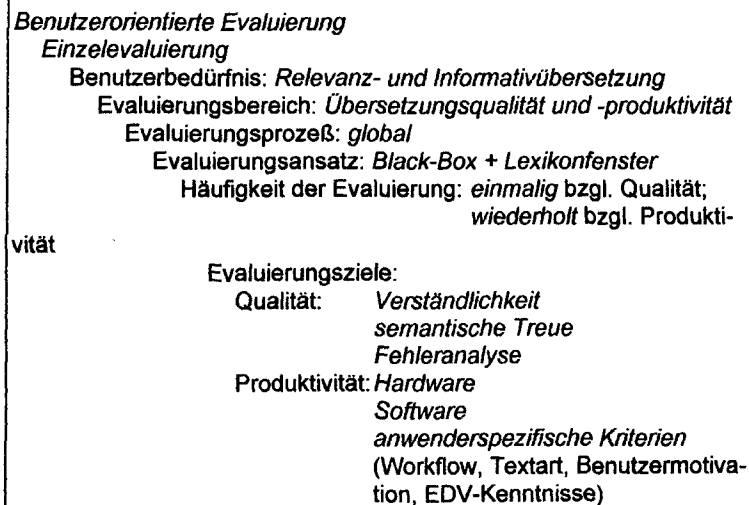 Benutzerorientierte Evaluierung
Einzelevaluierung
Benutzerbedürfnis: Relevanz- und Informativübersetzung
Evaluierungsbereich: Übersetzungsqualität und -produktivität
Evaluierungsprozeß: global
Evaluierungsansatz: Black-Box + Lexikonfenster
Häufigkeit der Evaluierung: einmalig bzgl. Qualität;
wiederholt bzgl. Produkti-
vität
Evaluierungsziele:
Qualität: Verständlichkeit
semantische Treue
Fehleranalyse
Produktivität: Hardware
Software
anwenderspezifische Kriterien
(Workflow, Textart, Benutzermotiva-
tion, EDV-Kenntnisse)